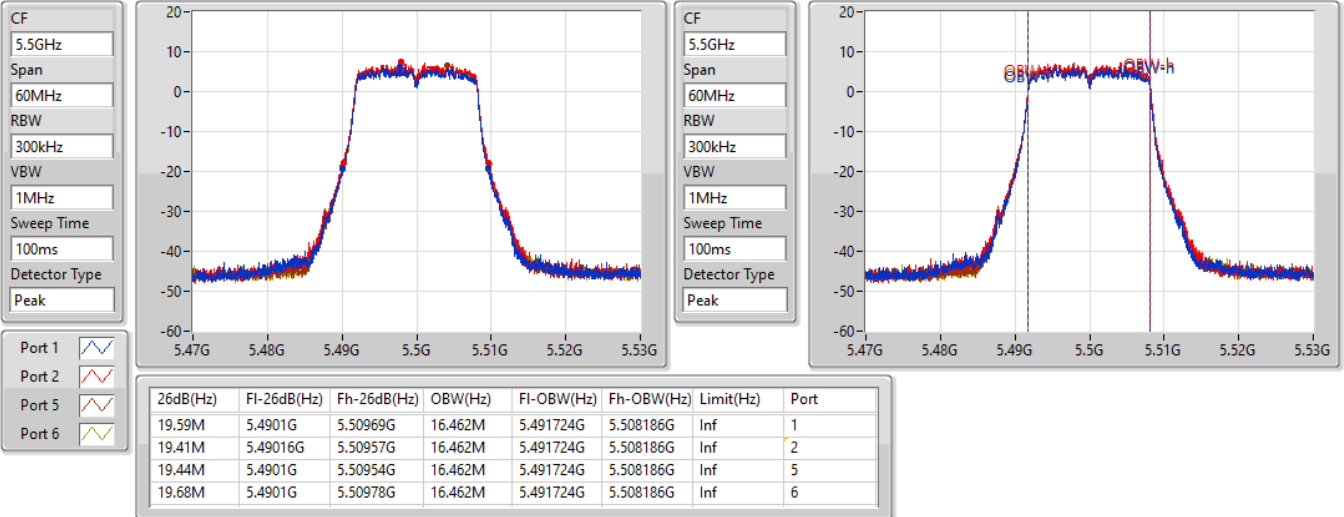 CF
5.5GHz
Span
60MHz
RBW
300kHz
VBW
1MHz
Sweep Time
100ms
Detector Type
Peak
20
10
0
-10
-20
-30
-40
-50
-60
5.47G 5.48G 5.49G 5.5G 5.51G 5.52G 5.53G
CF
5.5GHz
Span
60MHz
RBW
300kHz
VBW
1MHz
Sweep Time
100ms
Detector Type
Peak
20
10
0
-10
-20
-30
-40
-50
-60
OBW-h
5.47G 5.48G 5.49G 5.5G 5.51G 5.52G 5.53G
Port 1
Port 2
Port 5
Port 6
26dB(Hz) Fl-26dB(Hz) Fh-26dB(Hz) OBW(Hz) Fl-OBW(Hz) Fh-OBW(Hz) Limit(Hz) Port
19.59M 5.4901G 5.50969G 16.462M 5.491724G 5.508186G Inf 1
19.41M 5.49016G 5.50957G 16.462M 5.491724G 5.508186G Inf 2
19.44M 5.4901G 5.50954G 16.462M 5.491724G 5.508186G Inf 5
19.68M 5.4901G 5.50978G 16.462M 5.491724G 5.508186G Inf 6